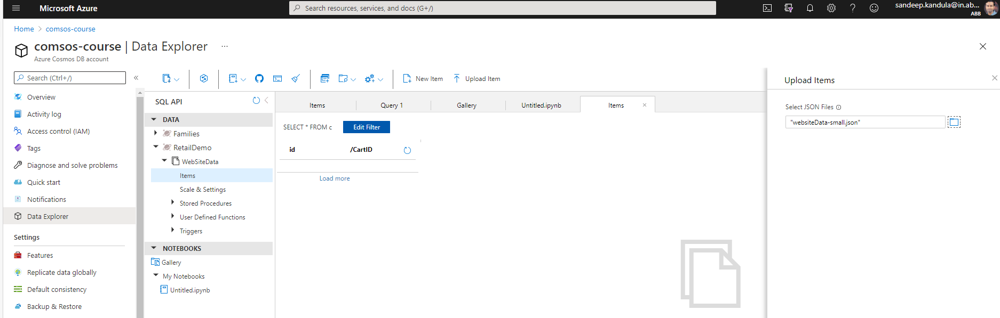 Microsoft Azure
Search resources, services, and docs (G+/)
sandeep.kandula@in.ab...
ABB
Home > comsos-course
comsos-course | Data Explorer ...
Azure Cosmos DB account
Search (Ctrl+/)
Overview
Activity log
Access control (IAM)
Tags
Diagnose and solve problems
Quick start
Notifications
Data Explorer
Settings
Features
Replicate data globally
Default consistency
Backup & Restore
New Item
Upload Item
SQL API
DATA
Families
RetailDemo
WebSiteData
Items
Scale & Settings
Stored Procedures
User Defined Functions
Triggers
NOTEBOOKS
Gallery
My Notebooks
Untitled.ipynb
Items Query 1 Gallery Untitled.ipynb Items
SELECT * FROM c Edit Filter
id /CartID
Load more
Upload Items
Select JSON Files
"websiteData-small.json"